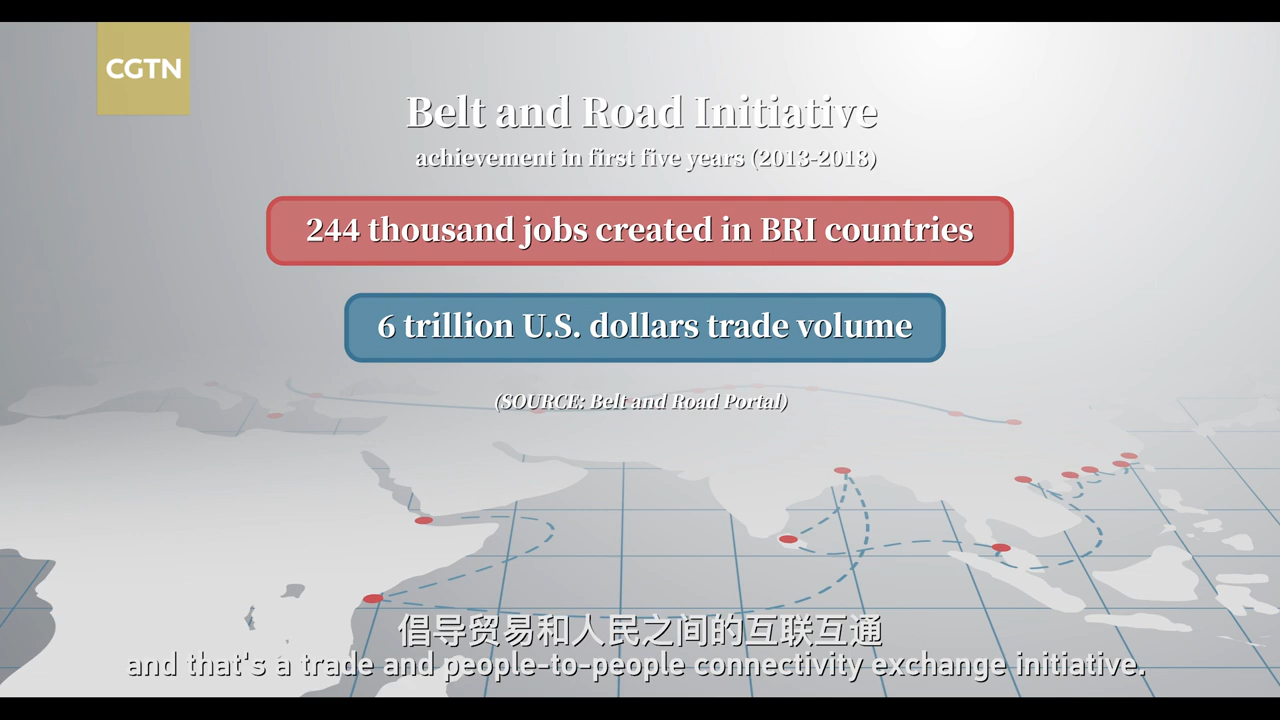 CGTN
Belt and Road Initiative
achievement in first five years (2013-2018)
244 thousand jobs created in BRI countries
6 trillion U.S. dollars trade volume
(SOURCE: Belt and Road Portal)
倡导贸易和人民之间的互联互通
and that's a trade and people-to-people connectivity exchange initiative.